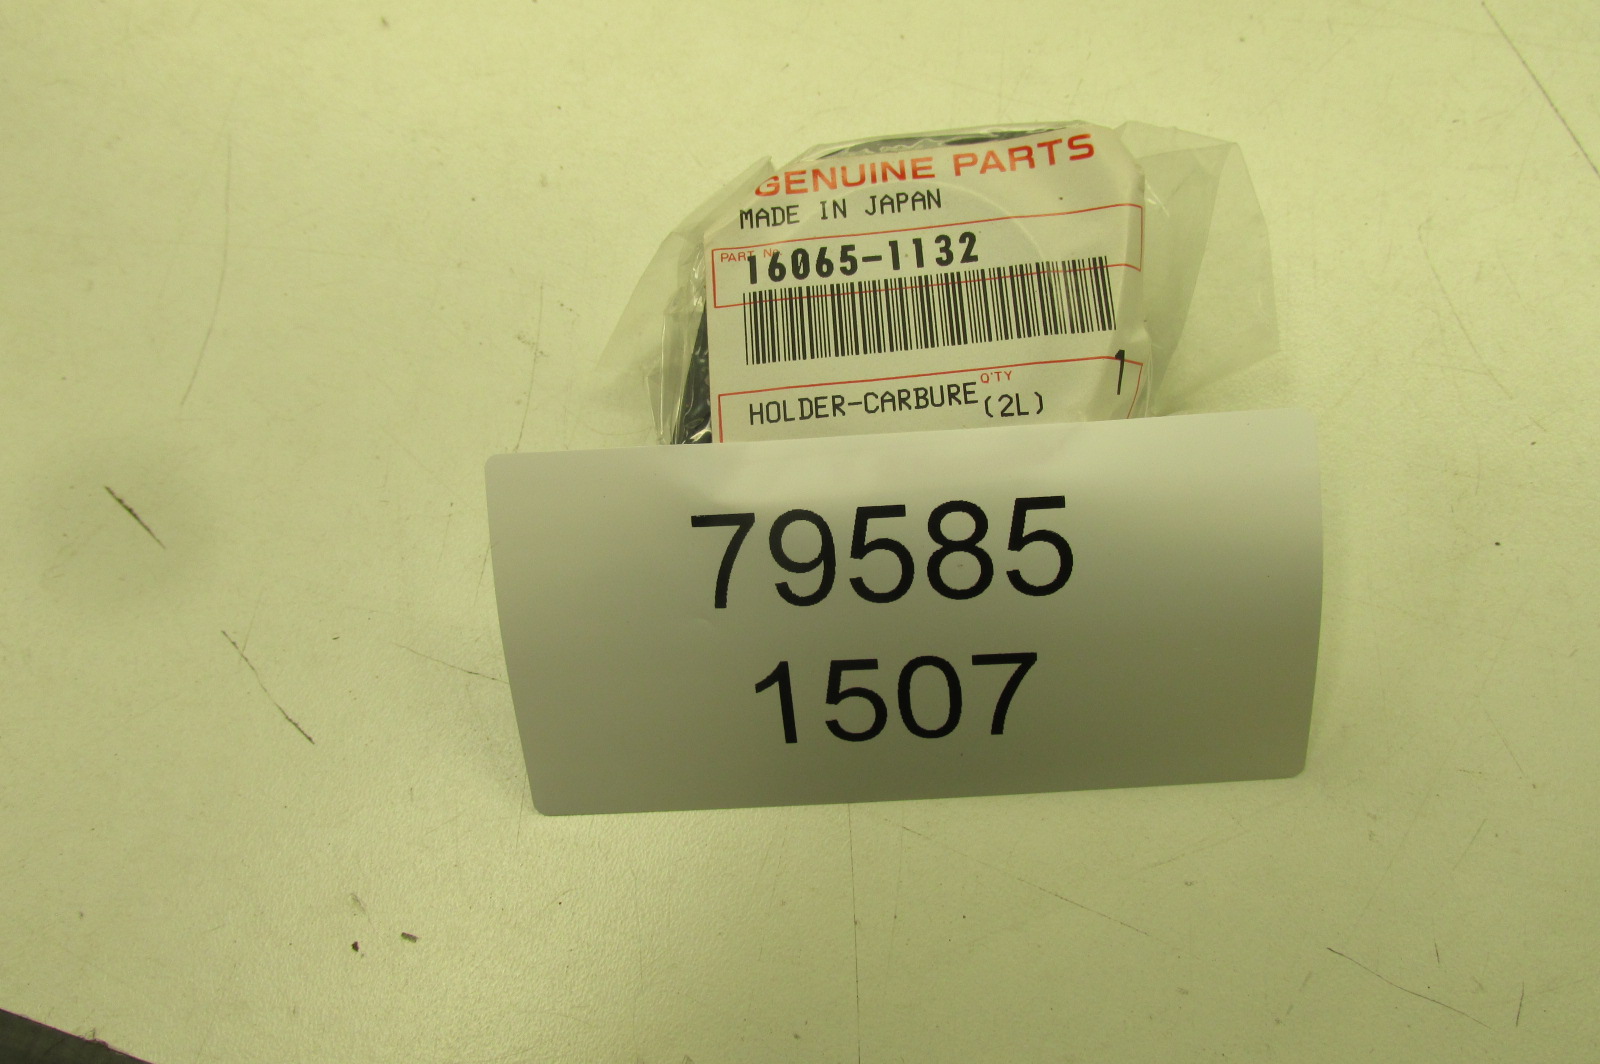 GENUINE PARTS
MADE IN JAPAN
PART No.
16065-1132
Q'TY 1
HOLDER-CARBURE(2L)
79585
1507